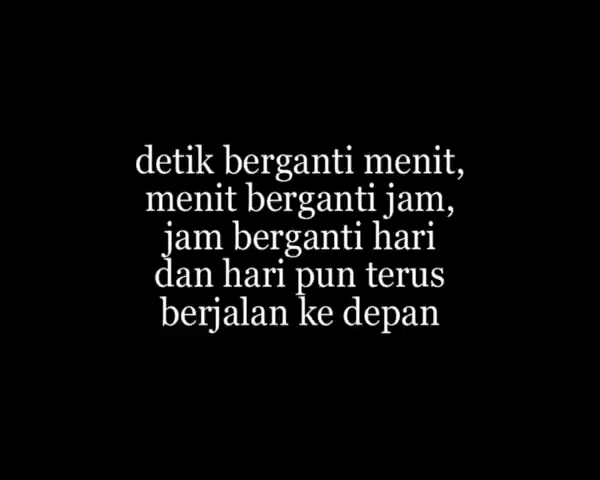 detik berganti menit,
menit berganti jam,
jam berganti hari
dan hari pun terus
berjalan ke depan